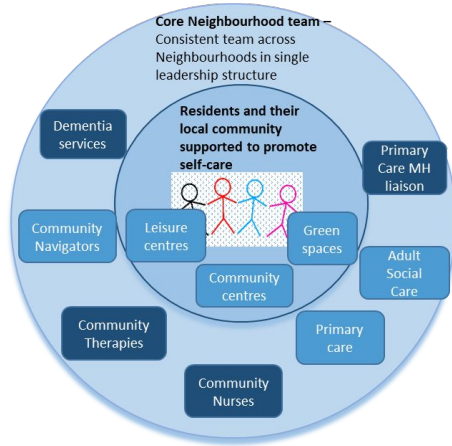 Core Neighbourhood team –
Consistent team across
Neighbourhoods in single
leadership structure
Residents and their
local community
supported to promote
self-care
Dementia
services
Primary
Care MH
liaison
Community
Navigators
Leisure
centres
Green
spaces
Adult
Social
Care
Community
centres
Community
Therapies
Primary
care
Community
Nurses